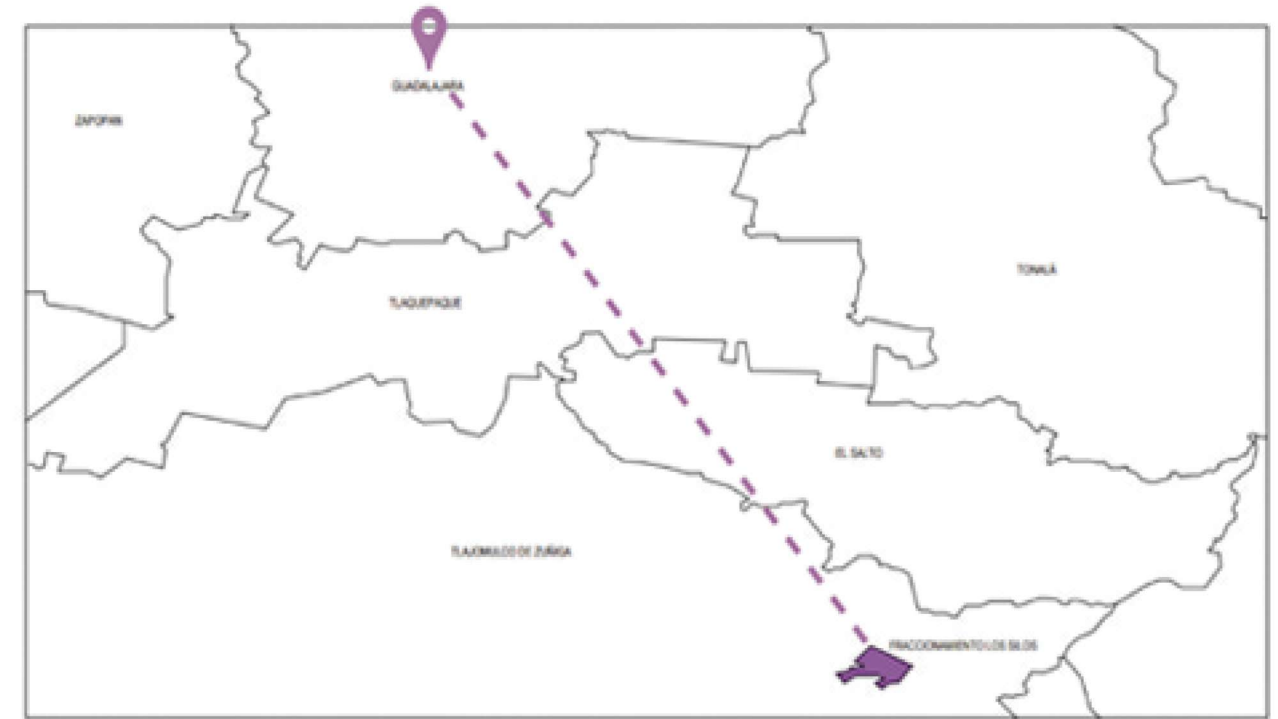 GUADALAJARA
ZAPOPAN
TONALÁ
TLAQUEPAQUE
EL SALTO
TLAJOMULCO DE ZUÑIGA
FRACCIONAMIENTO LOS SILOS